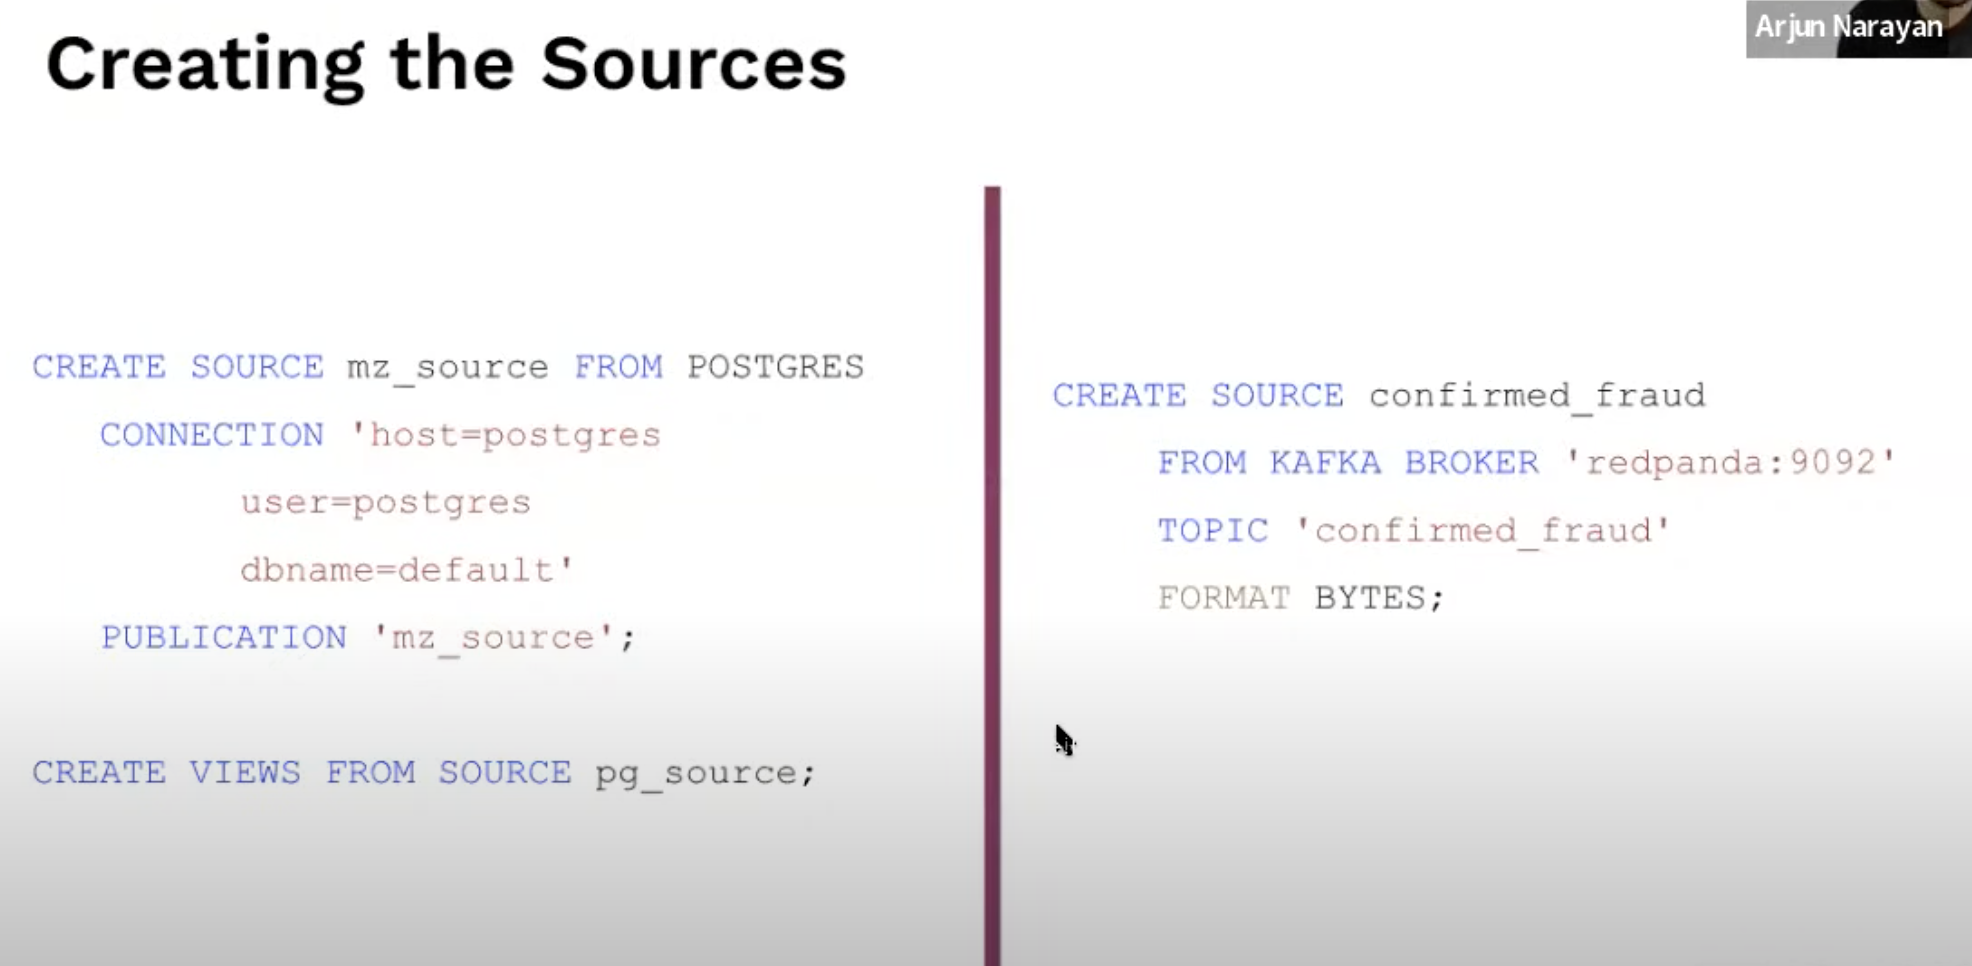 Creating the Sources
Arjun Narayan
CREATE SOURCE mz_source FROM POSTGRES
CONNECTION 'host=postgres
user=postgres
dbname=default'
PUBLICATION 'mz_source';
CREATE VIEWS FROM SOURCE pg_source;
CREATE SOURCE confirmed_fraud
FROM KAFKA BROKER 'redpanda:9092'
TOPIC 'confirmed_fraud'
FORMAT BYTES;